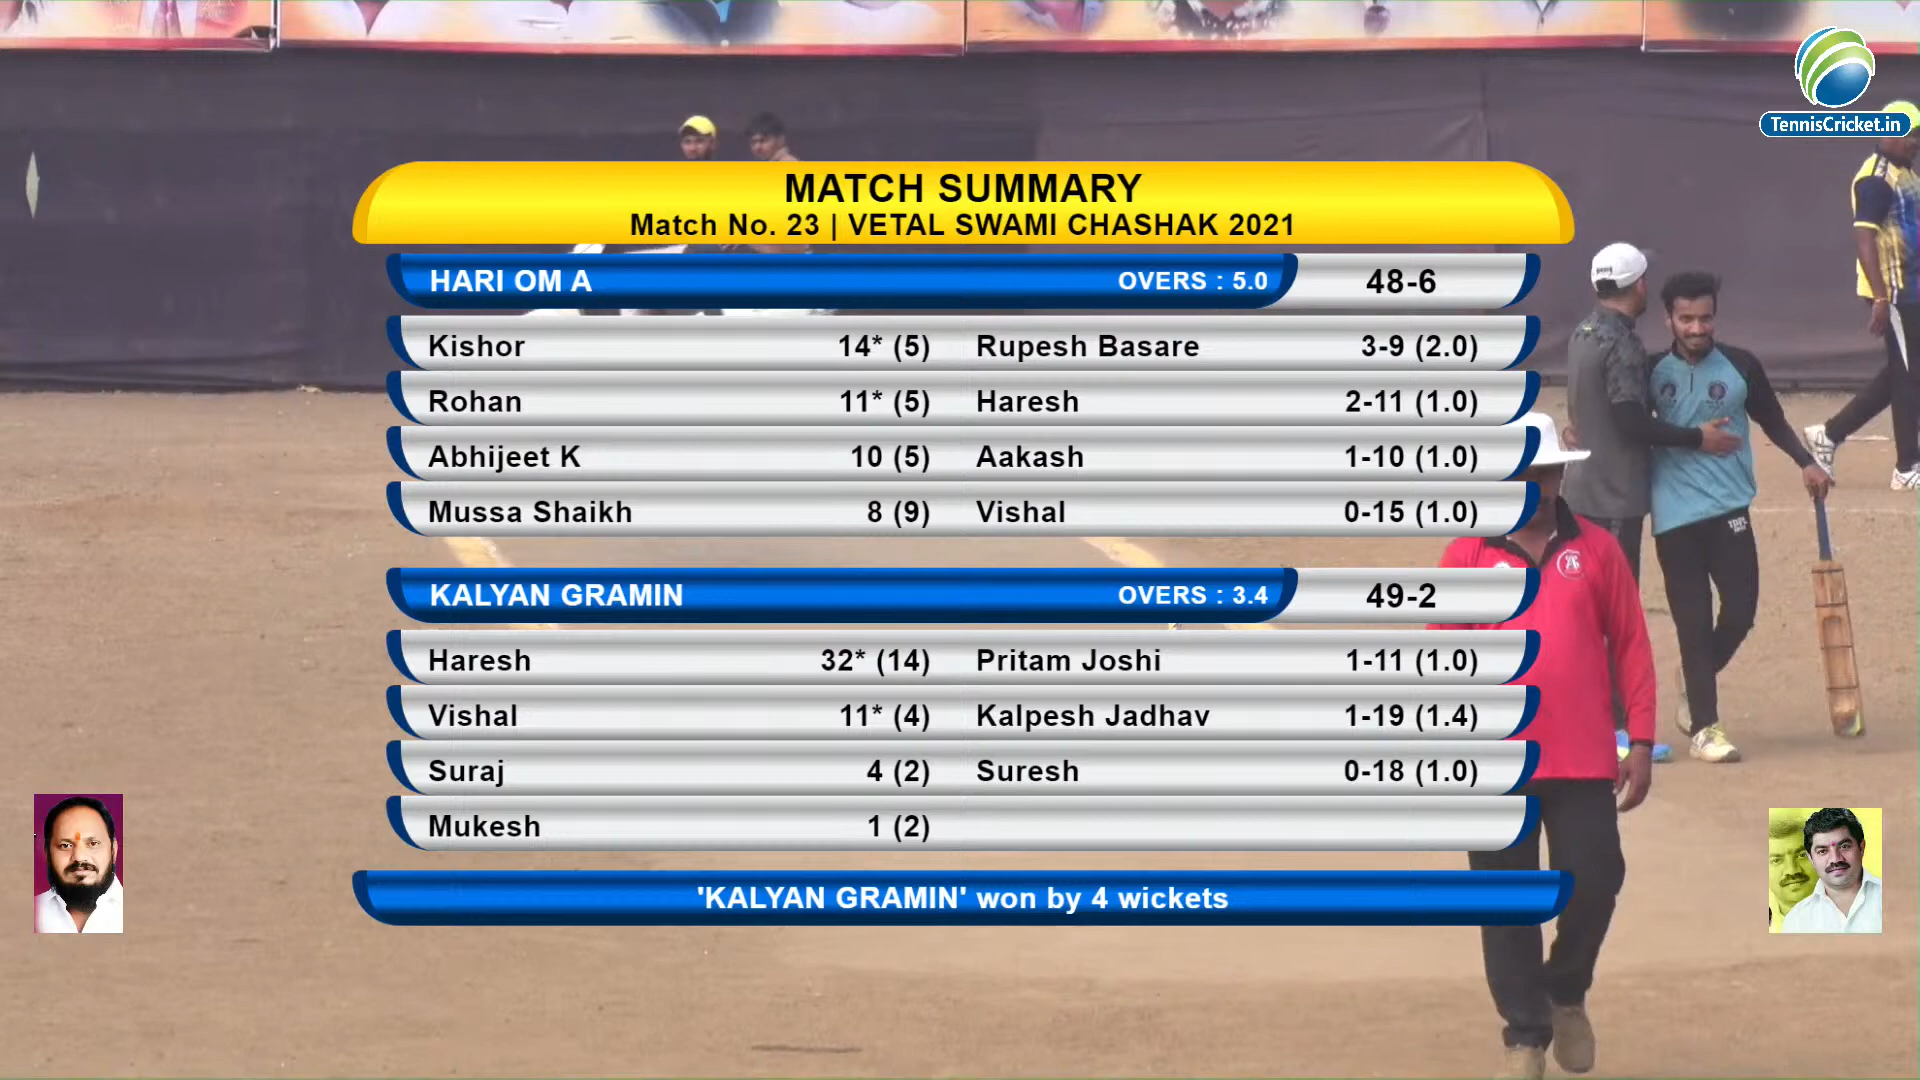 TennisCricket.in
MATCH SUMMARY
Match No. 23 | VETAL SWAMI CHASHAK 2021
HARI OM A OVERS : 5.0 48-6
Kishor 14* (5) Rupesh Basare 3-9 (2.0)
Rohan 11* (5) Haresh 2-11 (1.0)
Abhijeet K 10 (5) Aakash 1-10 (1.0)
Mussa Shaikh 8 (9) Vishal 0-15 (1.0)
KALYAN GRAMIN OVERS : 3.4 49-2
Haresh 32* (14) Pritam Joshi 1-11 (1.0)
Vishal 11* (4) Kalpesh Jadhav 1-19 (1.4)
Suraj 4 (2) Suresh 0-18 (1.0)
Mukesh 1 (2)
'KALYAN GRAMIN' won by 4 wickets